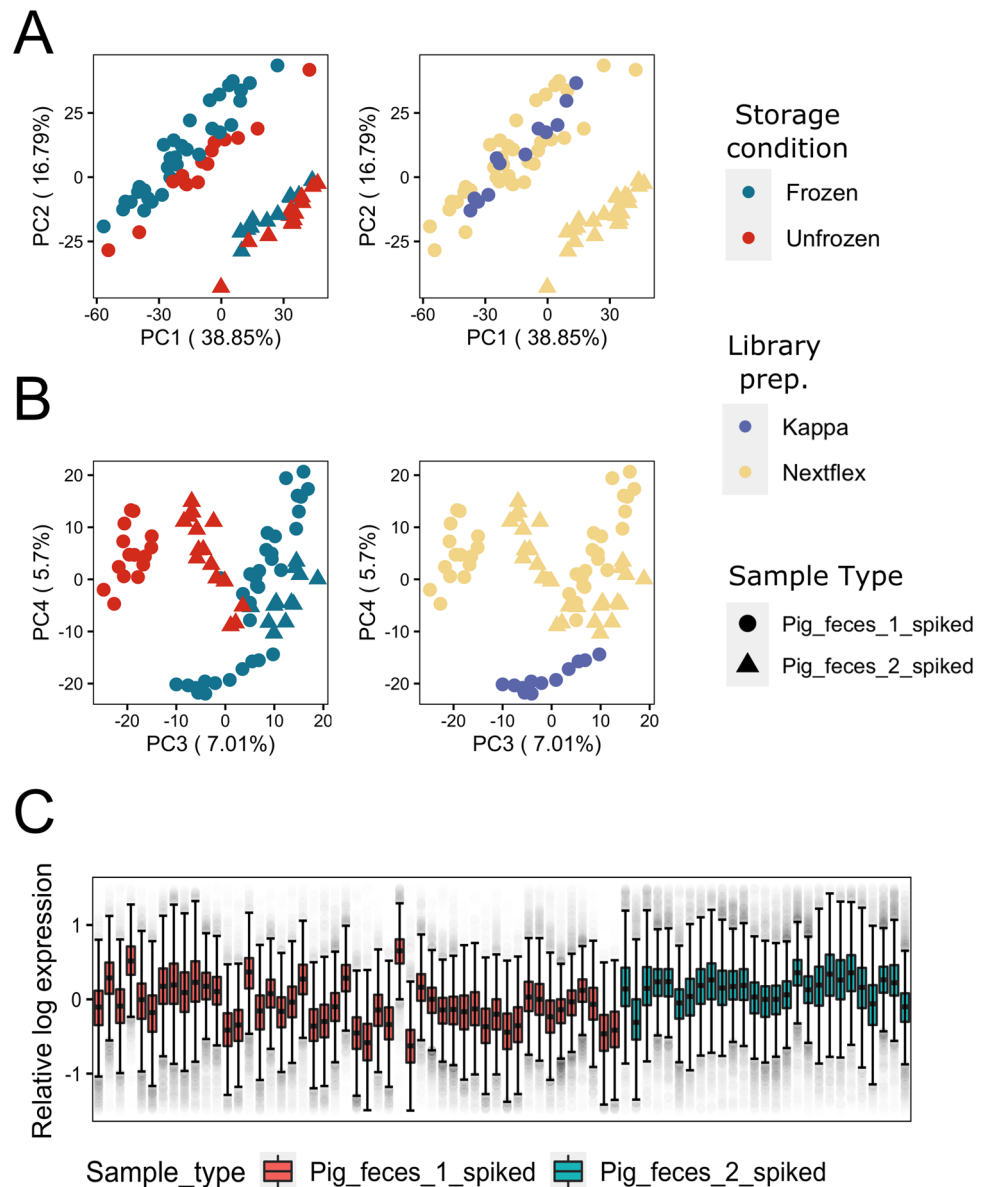 A
PC2 ( 16.79%)
25
0
-25
-60
-30
0
30
PC1 ( 38.85%)
PC2 ( 16.79%)
25
0
-25
-60
-30
0
30
PC1 ( 38.85%)
Storage
condition
Frozen
Unfrozen
Library
prep.
Kappa
Nextflex
Sample Type
Pig_feces_1_spiked
Pig_feces_2_spiked
B
PC4 ( 5.7%)
20
10
0
-10
-20
-20
-10
0
10
20
PC3 ( 7.01%)
PC4 ( 5.7%)
20
10
0
-10
-20
-20
-10
0
10
20
PC3 ( 7.01%)
C
Relative log expression
1
0
-1
Sample_type
Pig_feces_1_spiked
Pig_feces_2_spiked